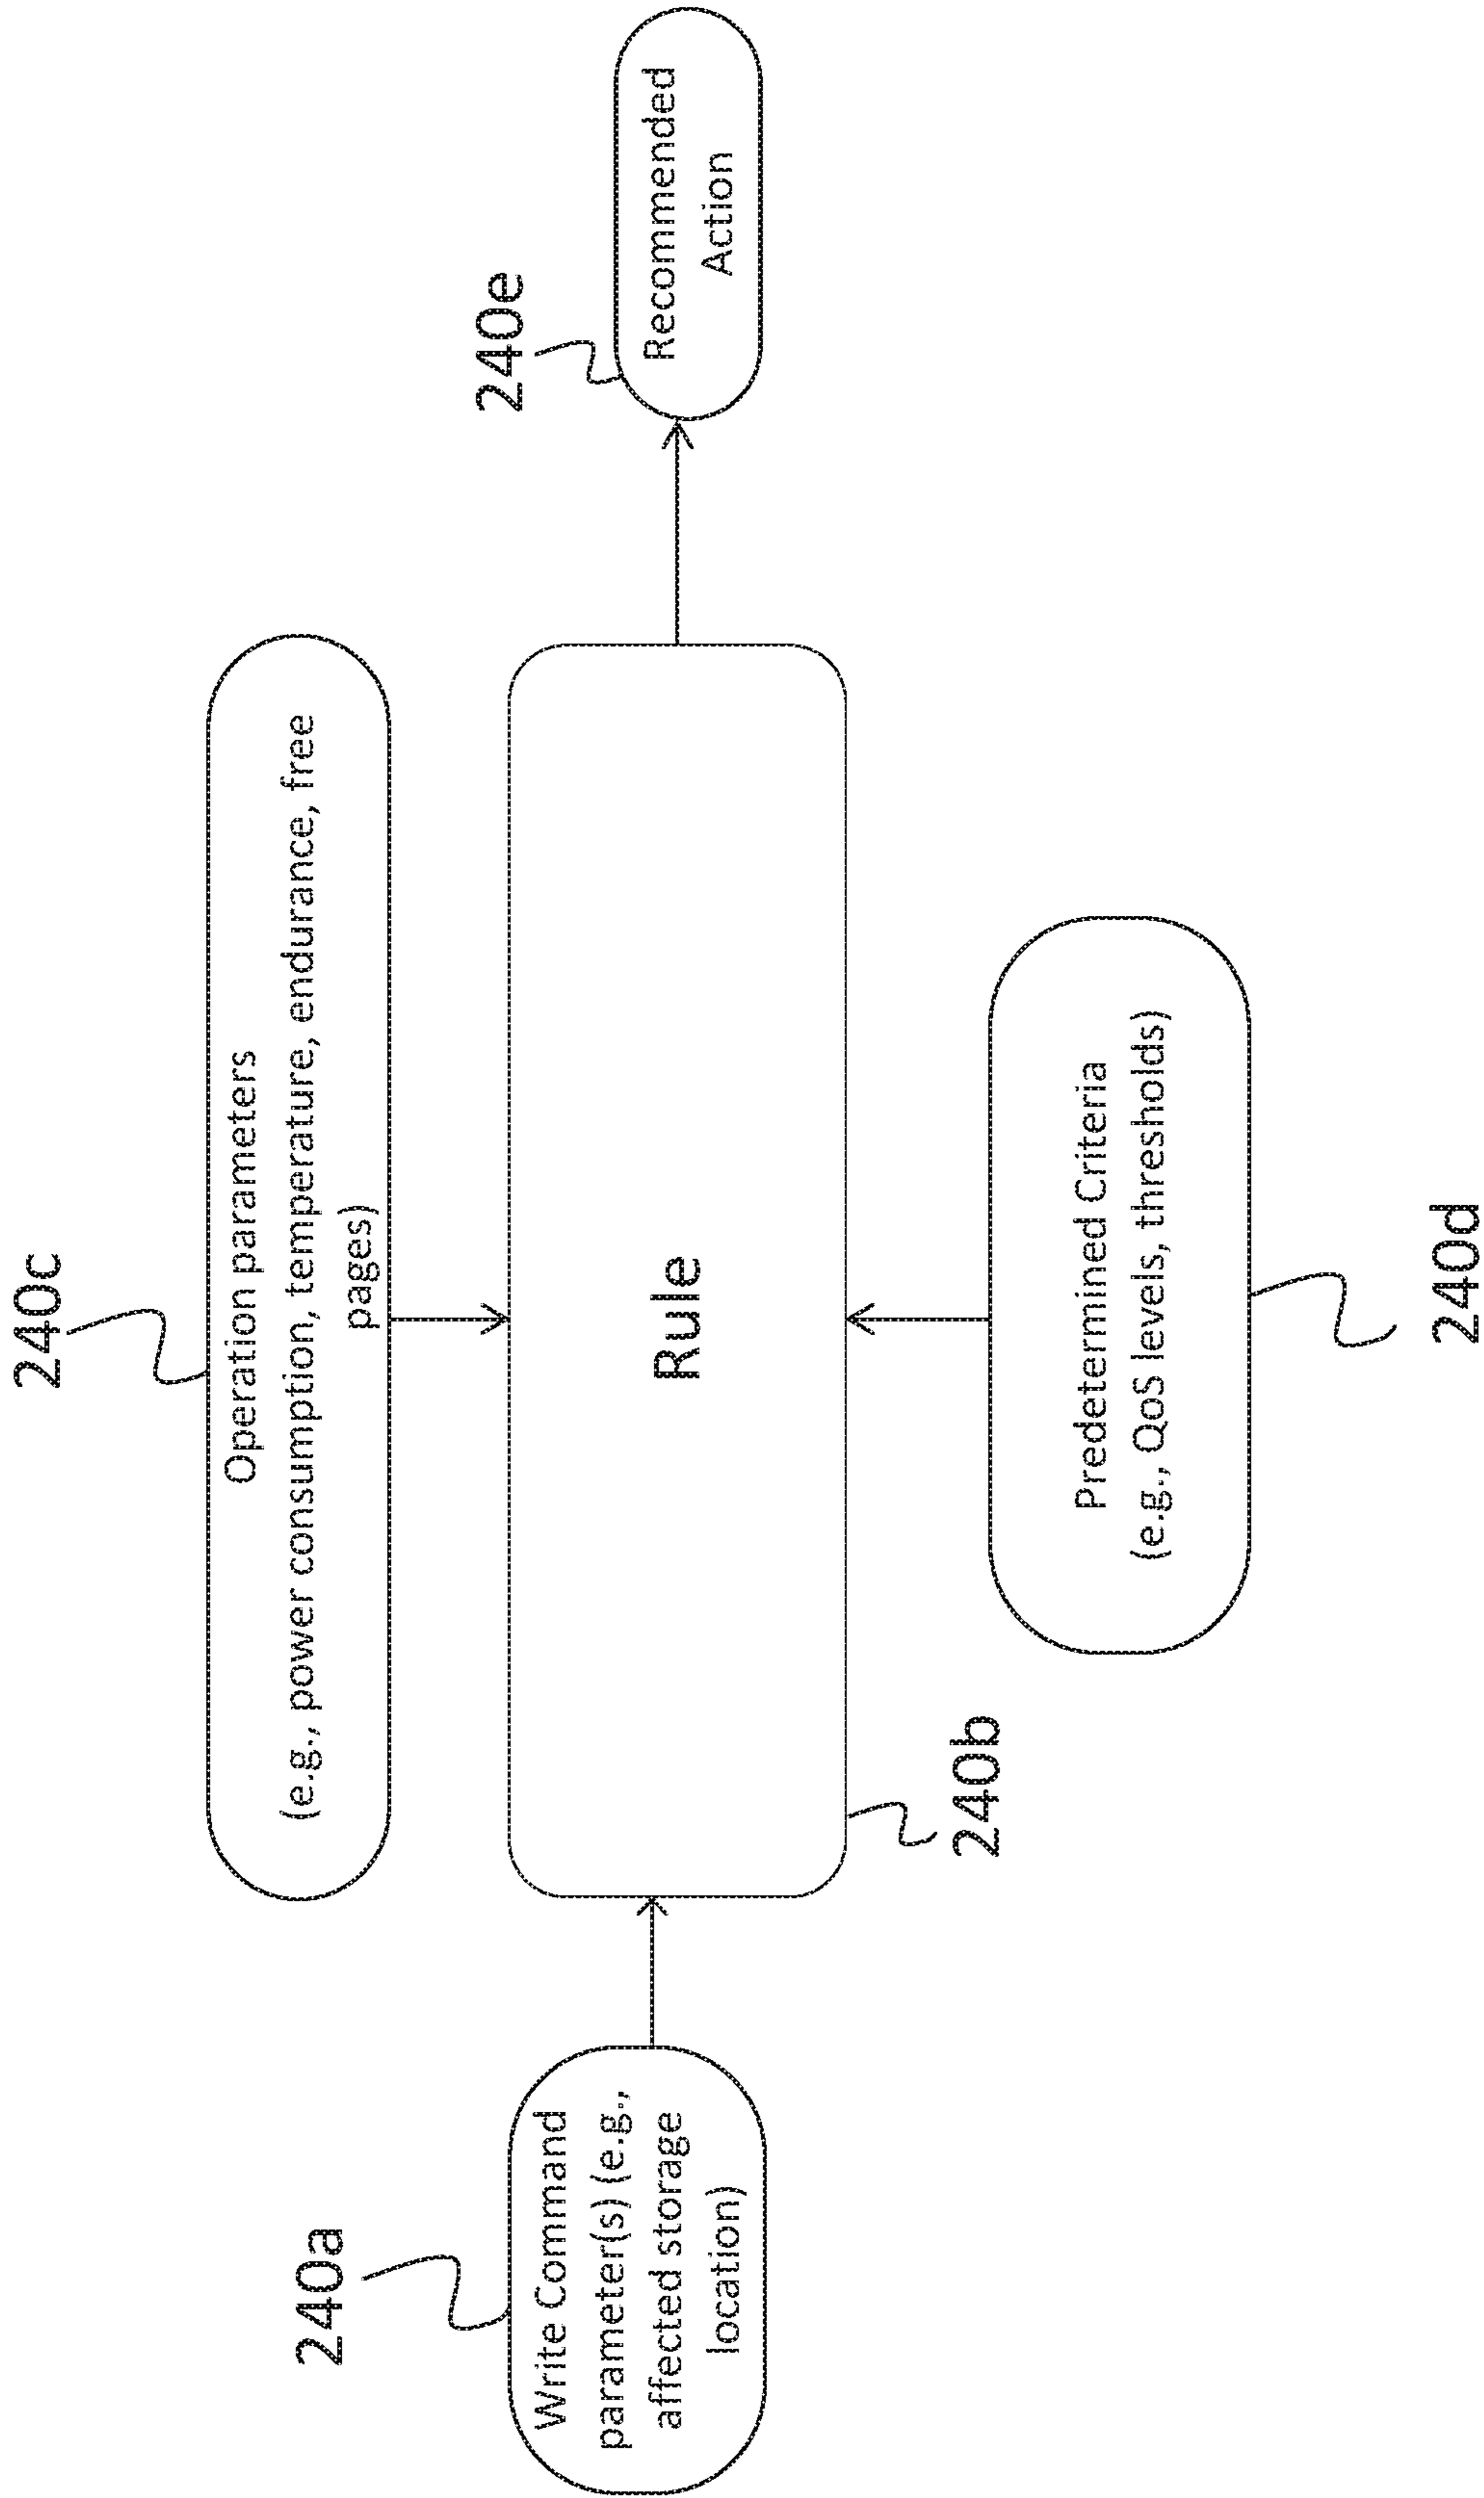 240c
Operation parameters
(e.g., power consumption, temperature, endurance, free
pages)
240a
Write Command
parameter(s) (e.g.,
affected storage
location)
Rule
240b
240e
Recommended
Action
Predetermined Criteria
(e.g., QoS levels, thresholds)
240d